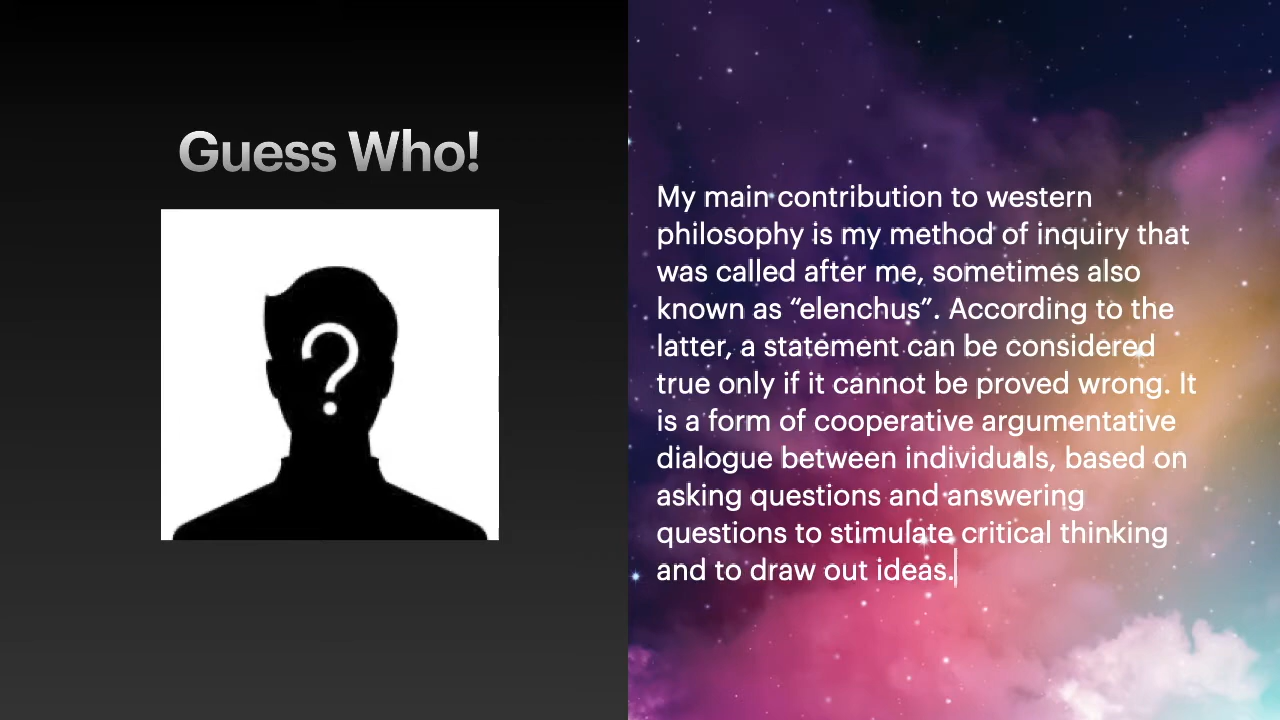 Guess Who!
?
My main contribution to western
philosophy is my method of inquiry that
was called after me, sometimes also
known as “elenchus”. According to the
latter, a statement can be considered
true only if it cannot be proved wrong. It
is a form of cooperative argumentative
dialogue between individuals, based on
asking questions and answering
questions to stimulate critical thinking
and to draw out ideas.